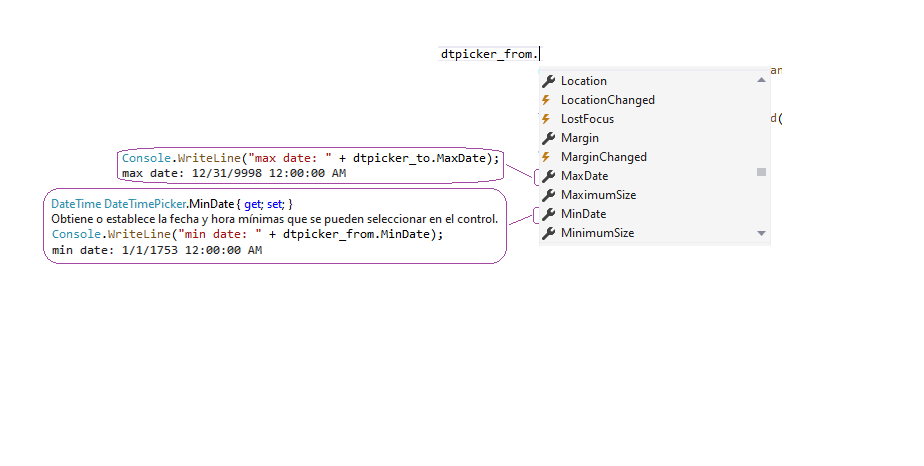 dtpicker_from.
Location
an
LocationChanged
LostFocus
d(
Margin
MarginChanged
MaxDate
MaximumSize
MinDate
MinimumSize
Console.WriteLine("max date: " + dtpicker_to.MaxDate);
max date: 12/31/9998 12:00:00 AM
DateTime DateTimePicker.MinDate { get; set; }
Obtiene o establece la fecha y hora mínimas que se pueden seleccionar en el control.
Console.WriteLine("min date: " + dtpicker_from.MinDate);
min date: 1/1/1753 12:00:00 AM